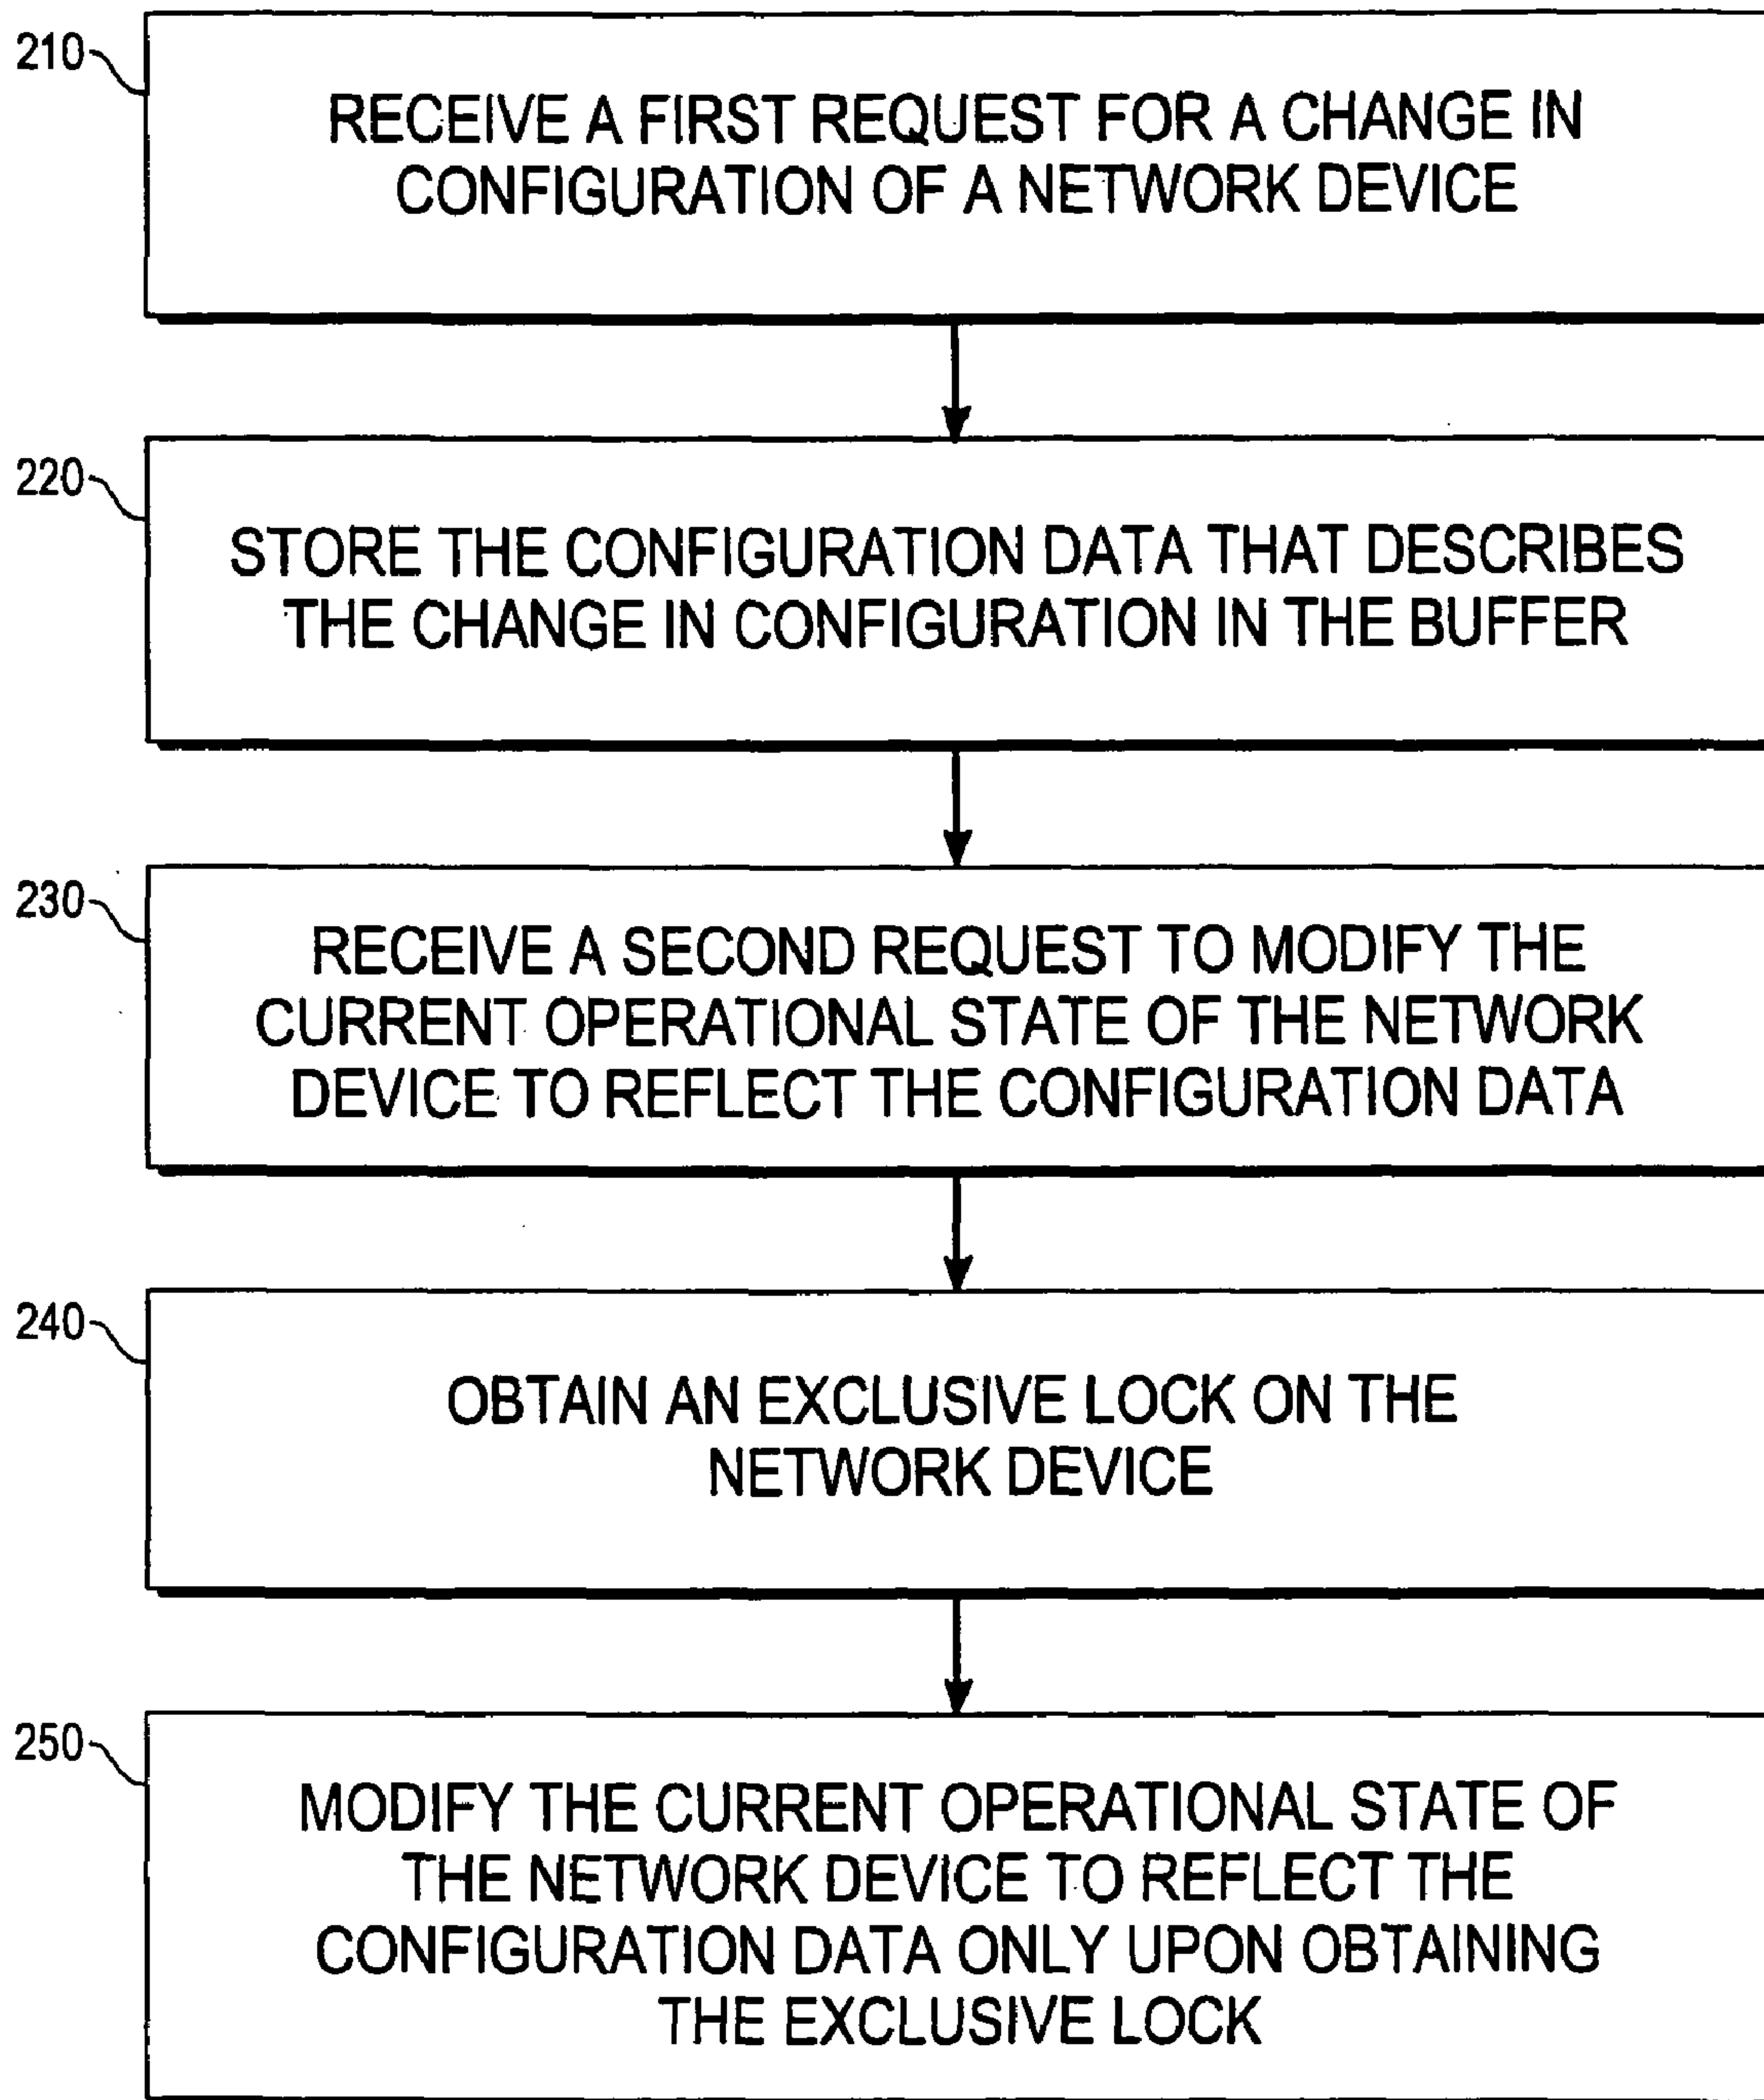 210
RECEIVE A FIRST REQUEST FOR A CHANGE IN
CONFIGURATION OF A NETWORK DEVICE
220
STORE THE CONFIGURATION DATA THAT DESCRIBES
THE CHANGE IN CONFIGURATION IN THE BUFFER
230
RECEIVE A SECOND REQUEST TO MODIFY THE
CURRENT OPERATIONAL STATE OF THE NETWORK
DEVICE TO REFLECT THE CONFIGURATION DATA
240
OBTAIN AN EXCLUSIVE LOCK ON THE
NETWORK DEVICE
250
MODIFY THE CURRENT OPERATIONAL STATE OF
THE NETWORK DEVICE TO REFLECT THE
CONFIGURATION DATA ONLY UPON OBTAINING
THE EXCLUSIVE LOCK